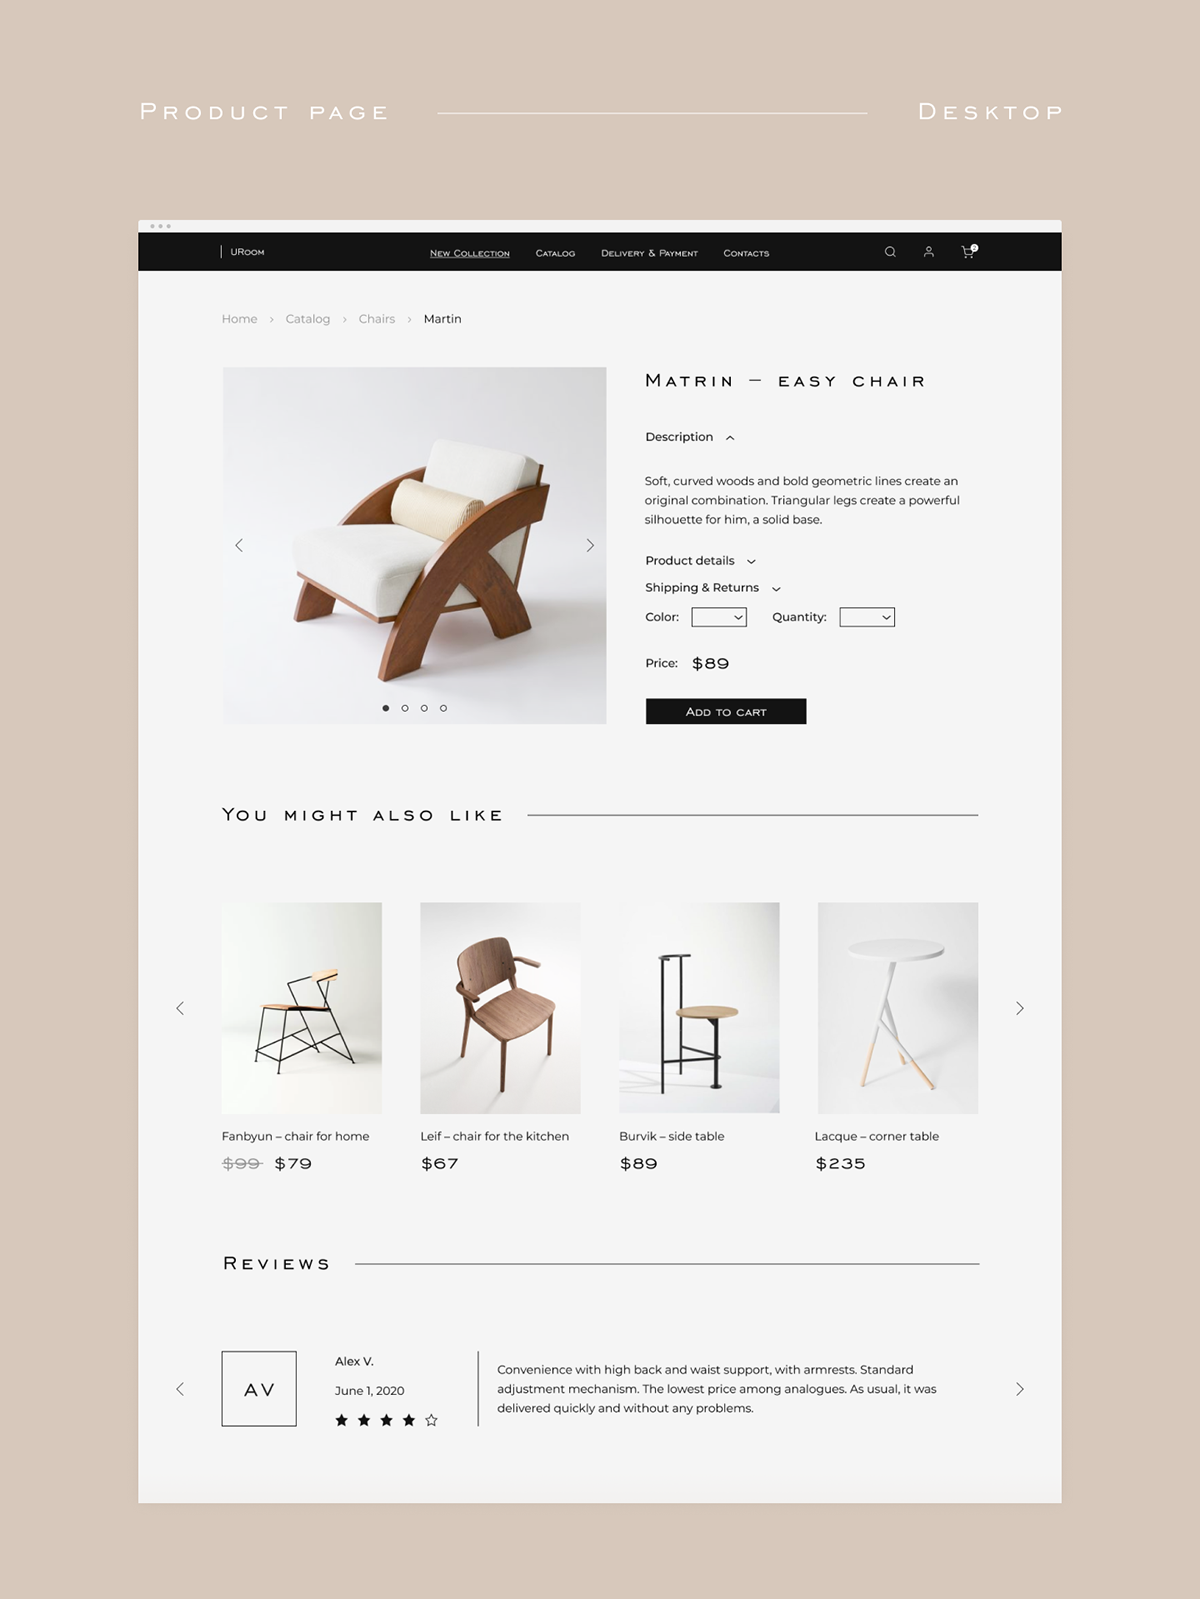 Product page
Desktop
URoom
New Collection
Catalog
Delivery & Payment
Contacts
Home > Catalog > Chairs > Martin
Matrin – easy chair
Description
Soft, curved woods and bold geometric lines create an
original combination. Triangular legs create a powerful
silhouette for him, a solid base.
Product details
Shipping & Returns
Color:
Quantity:
Price: $89
Add to cart
You might also like
Fanbyun – chair for home
$99 $79
Leif – chair for the kitchen
$67
Burvik – side table
$89
Lacque – corner table
$235
Reviews
AV
Alex V.
June 1, 2020
Convenience with high back and waist support, with armrests. Standard
adjustment mechanism. The lowest price among analogues. As usual, it was
delivered quickly and without any problems.